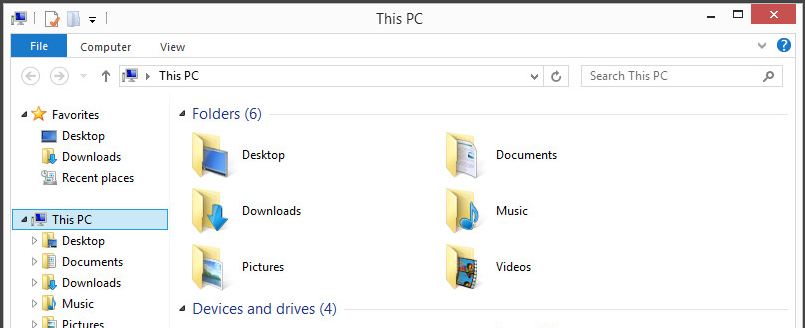 This PC
File Computer View
This PC
Search This PC
Favorites
Desktop
Downloads
Recent places
This PC
Desktop
Documents
Downloads
Music
Pictures
Folders (6)
Desktop Documents
Downloads Music
Pictures Videos
Devices and drives (4)